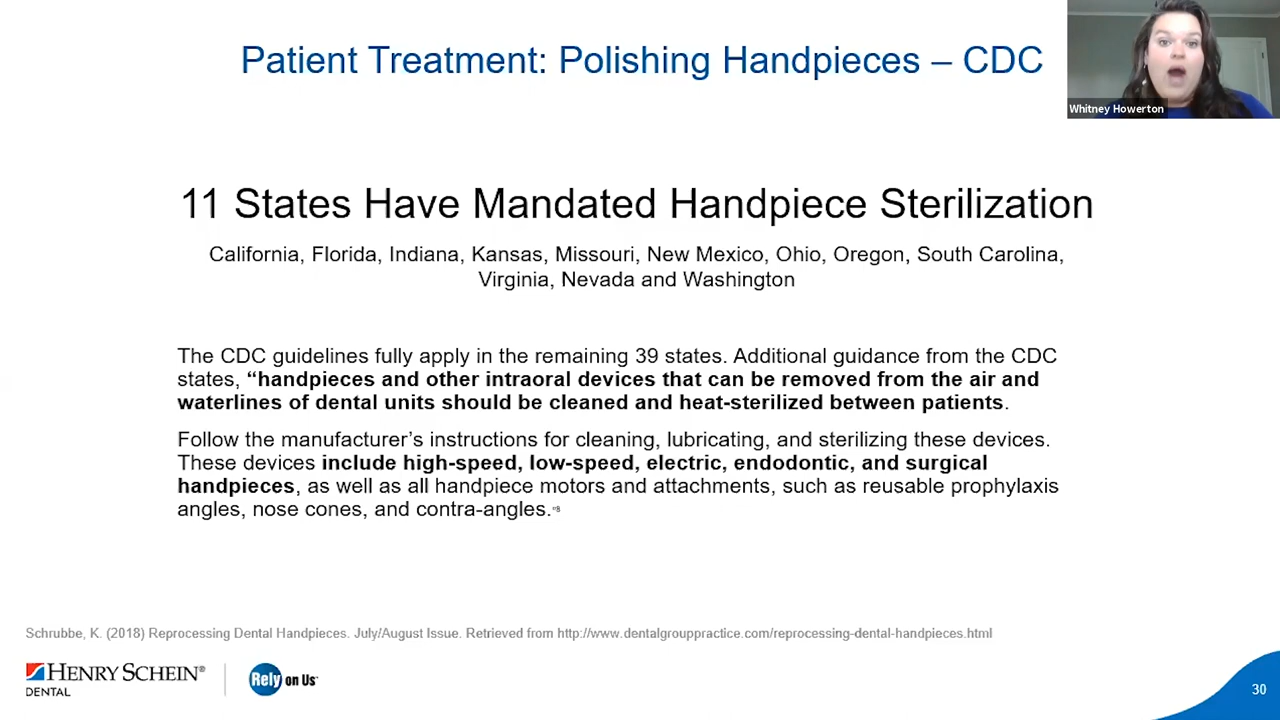 Patient Treatment: Polishing Handpieces – CDC
Whitney Howerton
11 States Have Mandated Handpiece Sterilization
California, Florida, Indiana, Kansas, Missouri, New Mexico, Ohio, Oregon, South Carolina,
Virginia, Nevada and Washington
The CDC guidelines fully apply in the remaining 39 states. Additional guidance from the CDC
states, “handpieces and other intraoral devices that can be removed from the air and
waterlines of dental units should be cleaned and heat-sterilized between patients.
Follow the manufacturer’s instructions for cleaning, lubricating, and sterilizing these devices.
These devices include high-speed, low-speed, electric, endodontic, and surgical
handpieces, as well as all handpiece motors and attachments, such as reusable prophylaxis
angles, nose cones, and contra-angles.
Schrubbe, K. (2018) Reprocessing Dental Handpieces. July/August Issue. Retrieved from http://www.dentalgrouppractice.com/reprocessing-dental-handpieces.html
HENRY SCHEIN®
DENTAL
Rely on Us
30